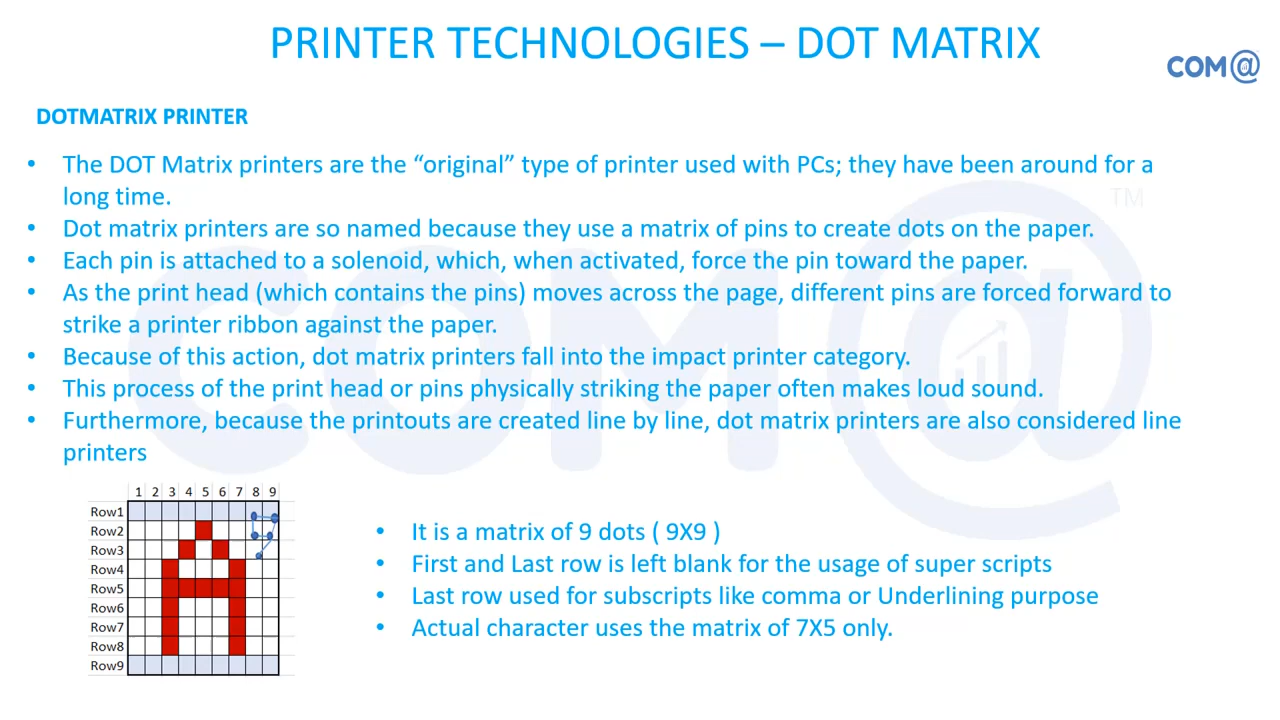 PRINTER TECHNOLOGIES – DOT MATRIX
COM@
DOTMATRIX PRINTER
• The DOT Matrix printers are the “original” type of printer used with PCs; they have been around for a
long time.
• Dot matrix printers are so named because they use a matrix of pins to create dots on the paper.
• Each pin is attached to a solenoid, which, when activated, force the pin toward the paper.
• As the print head (which contains the pins) moves across the page, different pins are forced forward to
strike a printer ribbon against the paper.
• Because of this action, dot matrix printers fall into the impact printer category.
• This process of the print head or pins physically striking the paper often makes loud sound.
• Furthermore, because the printouts are created line by line, dot matrix printers are also considered line
printers
COM@ TM
1 2 3 4 5 6 7 8 9
Row1
Row2
Row3
Row4
Row5
Row6
Row7
Row8
Row9
• It is a matrix of 9 dots ( 9X9 )
• First and Last row is left blank for the usage of super scripts
• Last row used for subscripts like comma or Underlining purpose
• Actual character uses the matrix of 7X5 only.